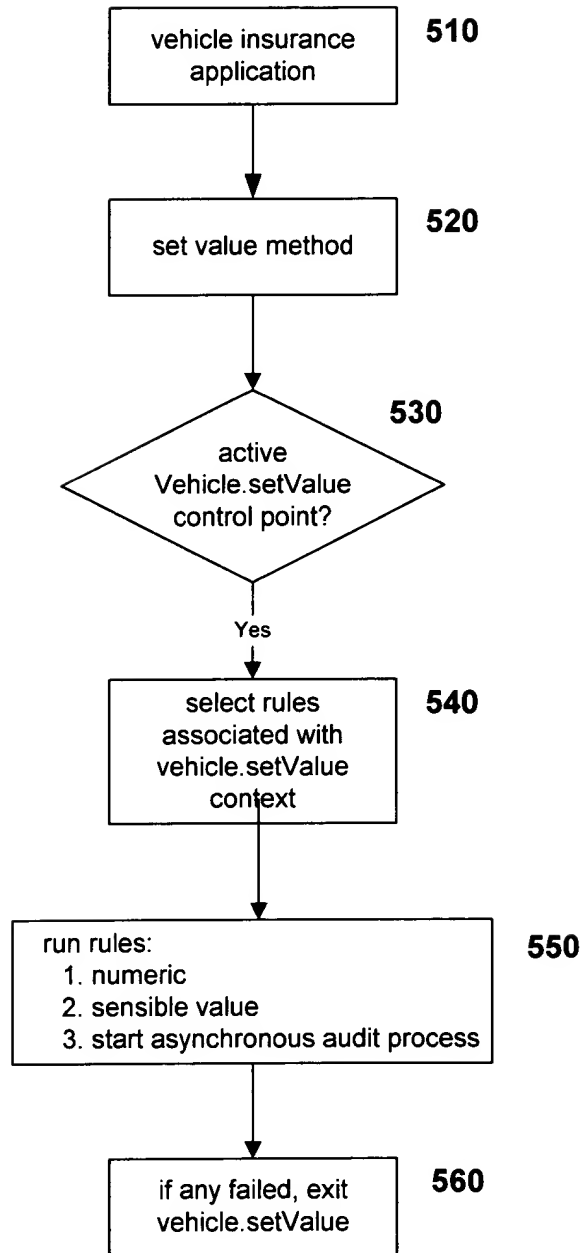 vehicle insurance
application
510
set value method
520
530
active
Vehicle.setValue
control point?
Yes
select rules
associated with
vehicle.setValue
context
540
run rules:
1. numeric
2. sensible value
3. start asynchronous audit process
550
if any failed, exit
vehicle.setValue
560